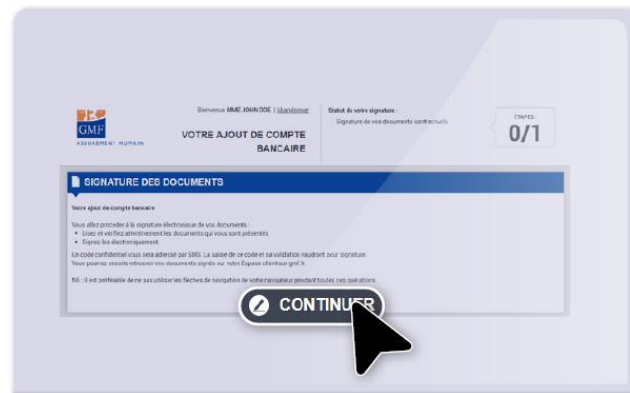 Bienvenue MME JOHN DOE | Abandonner
Statut de votre signature :
Signature de vos documents contractuels
ETAPES
0/1
GMF
ASSURÉMENT HUMAIN
VOTRE AJOUT DE COMPTE
BANCAIRE
SIGNATURE DES DOCUMENTS
Votre ajout de compte bancaire
Vous allez procéder à la signature électronique de vos documents :
Lisez et vérifiez attentivement les documents qui vous sont présentés
Signez-les électroniquement
Un code confidentiel vous sera adressé par SMS. La saisie de ce code et sa validation vaudront pour signature
Vous pourrez ensuite retrouver vos documents signés sur votre Espace client sur gmf.fr
NB : Il est préférable de ne pas utiliser les flèches de navigation de votre navigateur pendant toutes ces opérations
CONTINUER